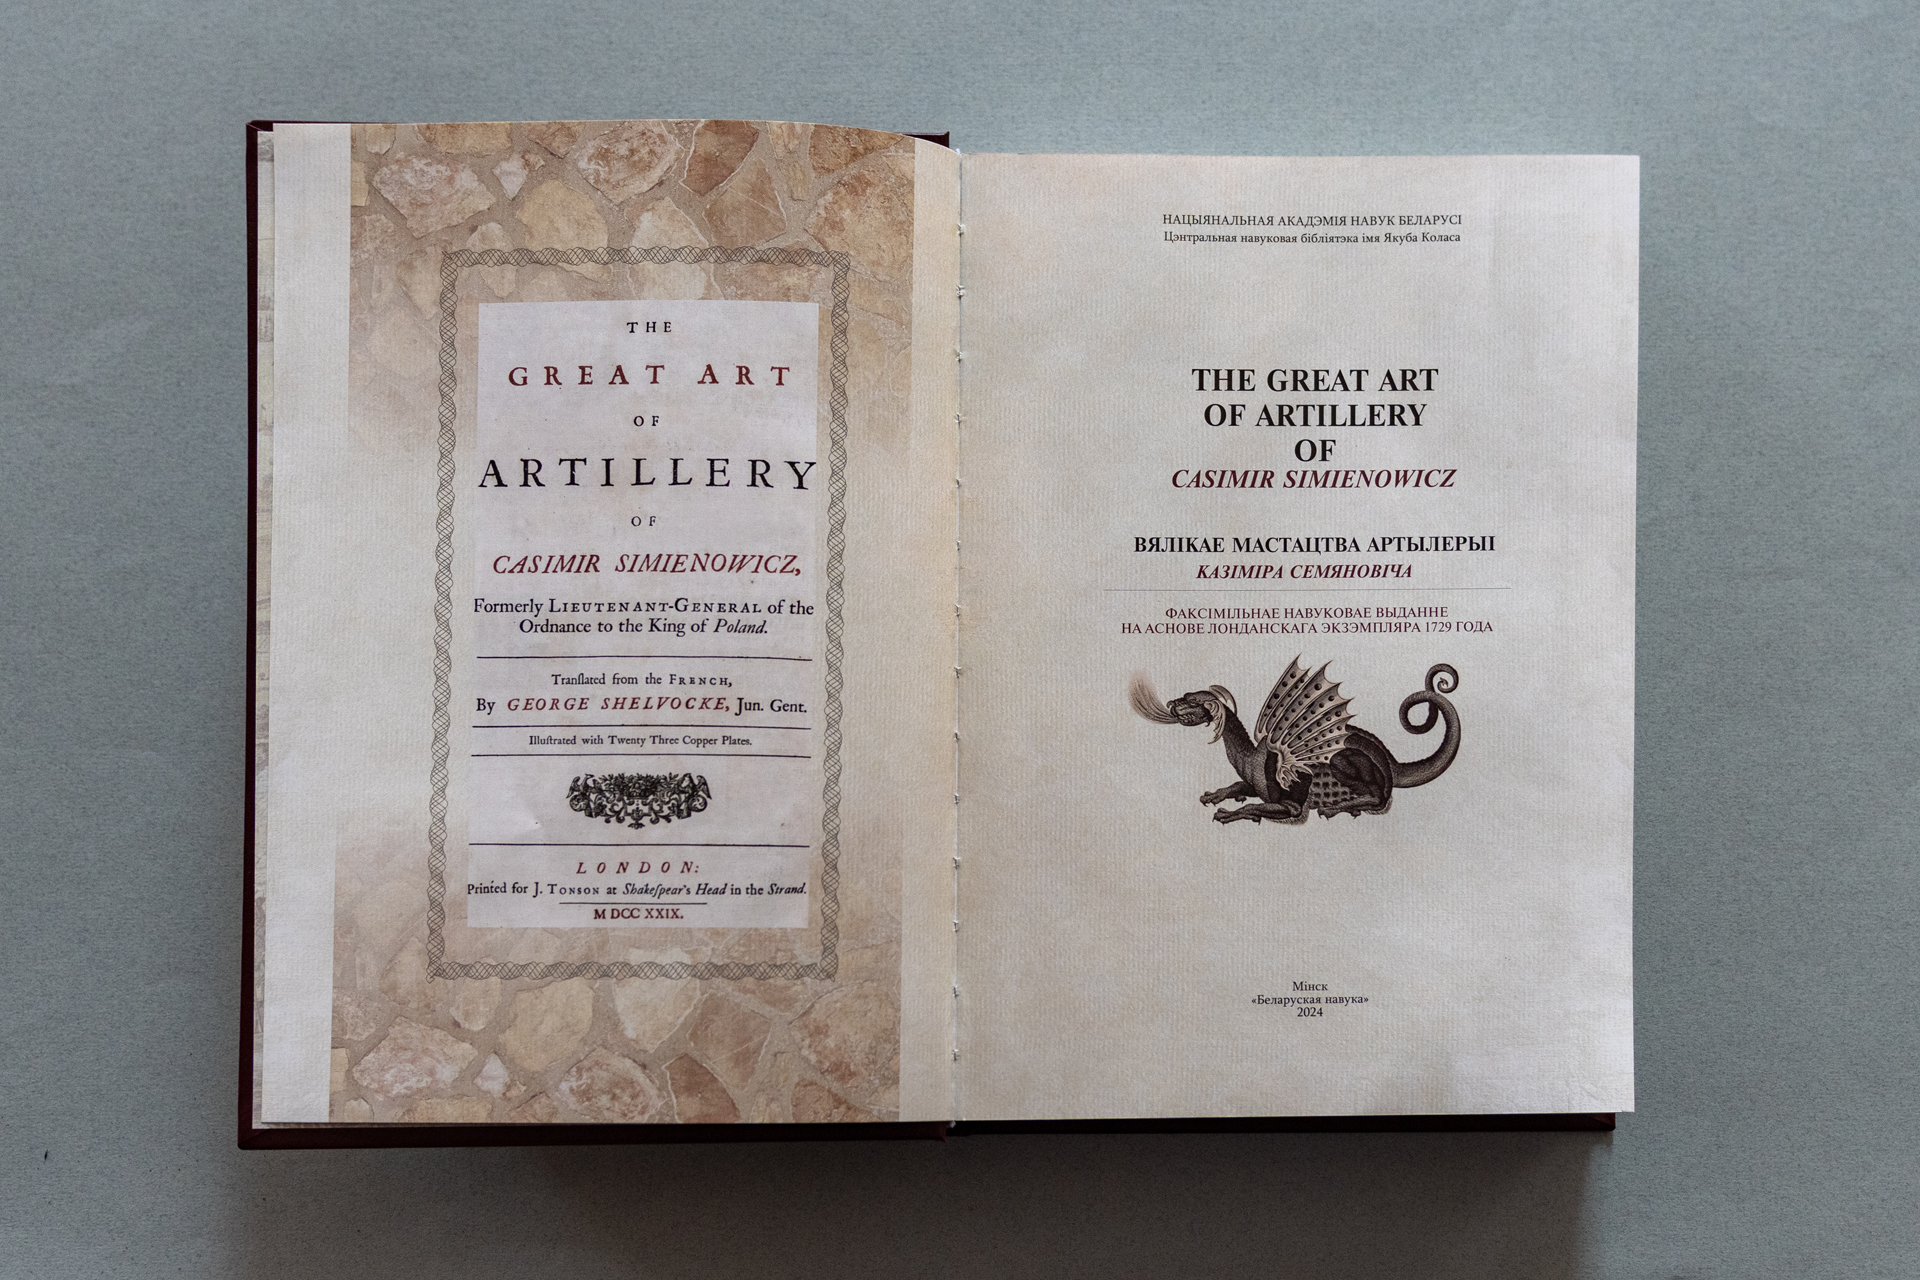 THE
GREAT ART
OF
ARTILLERY
OF
CASIMIR SIMIENOWICZ,
Formerly LIEUTENANT-GENERAL of the
Ordnance to the King of Poland.
Tranſlated from the FRENCH,
By GEORGE SHELVOCKE, Jun. Gent.
Illuſtrated with Twenty Three Copper Plates.
LONDON:
Printed for J. TONSON at Shakeſpear's Head in the Strand.
M DCC XXIX.
НАЦЫЯНАЛЬНАЯ АКАДЭМІЯ НАВУК БЕЛАРУСІ
Цэнтральная навуковая бібліятэка імя Якуба Коласа
THE GREAT ART
OF ARTILLERY
OF
CASIMIR SIMIENOWICZ
ВЯЛІКАЕ МАСТАЦТВА АРТЫЛЕРЫІ
КАЗІМІРА СЕМЯНОВІЧА
ФАКСІМІЛЬНАЕ НАВУКОВАЕ ВЫДАННЕ
НА АСНОВЕ ЛОНДАНСКАГА ЭКЗЭМПЛЯРА 1729 ГОДА
Мінск
«Беларуская навука»
2024